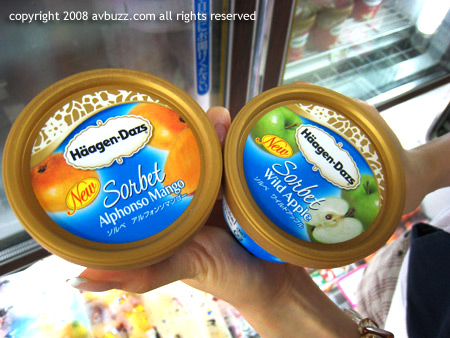 copyright 2008 avbuzz.com all rights reserved
Häagen-Dazs
New
Sorbet
Alphonso Mango
ソルベ アルフォンソマンゴー
Häagen-Dazs
New
Sorbet
Wild Apple
ソルベ ワイルドアップル